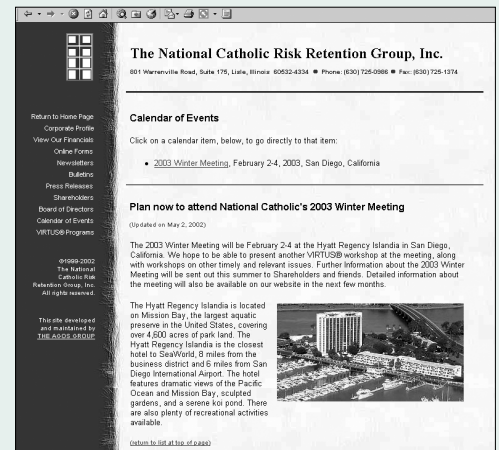 The National Catholic Risk Retention Group, Inc.
801 Warrenville Road, Suite 175, Lisle, Illinois 60532-4334 ● Phone: (630) 725-0986 ● Fax: (630) 725-1374
Return to Home Page
Corporate Profile
View Our Financials
Online Forms
Newsletters
Bulletins
Press Releases
Shareholders
Board of Directors
Calendar of Events
VIRTUS® Programs
©1999-2002
The National
Catholic Risk
Retention Group, Inc.
All rights reserved.
This site developed
and maintained by
THE AGOS GROUP
Calendar of Events
Click on a calendar item, below, to go directly to that item:
• 2003 Winter Meeting, February 2-4, 2003, San Diego, California
Plan now to attend National Catholic's 2003 Winter Meeting
(Updated on May 2, 2002)
The 2003 Winter Meeting will be February 2-4 at the Hyatt Regency Islandia in San Diego,
California. We hope to be able to present another VIRTUS® workshop at the meeting, along
with workshops on other timely and relevant issues. Further Information about the 2003 Winter
Meeting will be sent out this summer to Shareholders and friends. Detailed information about
the meeting will also be available on our website in the next few months.
The Hyatt Regency Islandia is located
on Mission Bay, the largest aquatic
preserve in the United States, covering
over 4,600 acres of park land. The
Hyatt Regency Islandia is the closest
hotel to SeaWorld, 8 miles from the
business district and 6 miles from San
Diego International Airport. The hotel
features dramatic views of the Pacific
Ocean and Mission Bay, sculpted
gardens, and a serene koi pond. There
are also plenty of recreational activities
available.
(return to list at top of page)